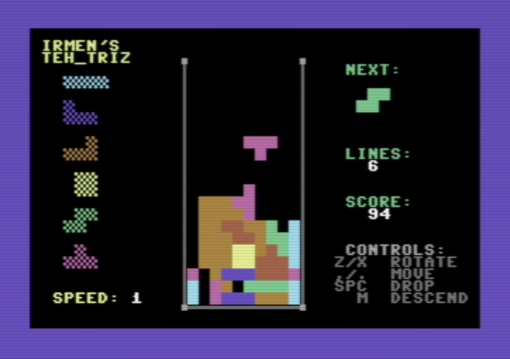 IRMEN'S
TEH_TRIZ
NEXT:
LINES:
6
SCORE:
94
CONTROLS:
Z/X ROTATE
,/. MOVE
SPC DROP
M DESCEND
SPEED: 1